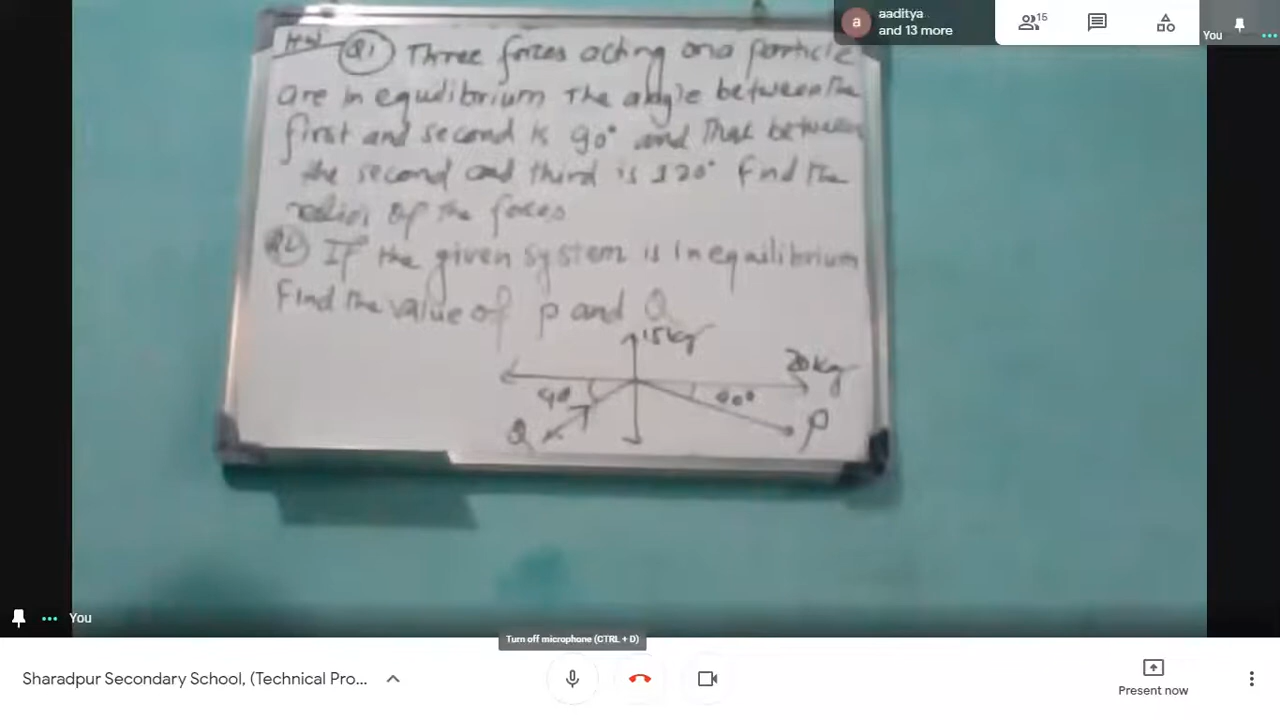 aaditya
and 13 more
a
15
You
H.W Q1 Three forces acting on a particle
are in equilibrium The angle between the
first and second is 90° and that between
the second and third is 120° find the
ratios of the forces
Q2 If the given system is in equilibrium
Find the value of p and Q
15kg
20kg
40
Q
P
You
Turn off microphone (CTRL + D)
Sharadpur Secondary School, (Technical Pro...
Present now